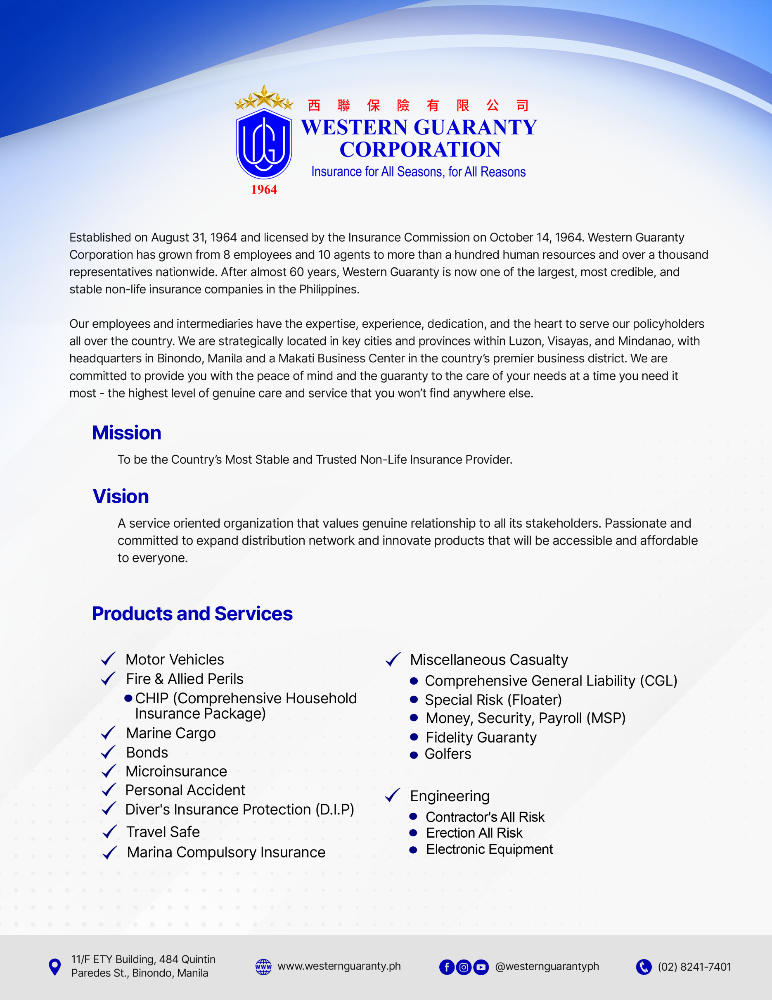 西聯保險有限公司
WESTERN GUARANTY
CORPORATION
Insurance for All Seasons, for All Reasons
1964
Established on August 31, 1964 and licensed by the Insurance Commission on October 14, 1964. Western Guaranty
Corporation has grown from 8 employees and 10 agents to more than a hundred human resources and over a thousand
representatives nationwide. After almost 60 years, Western Guaranty is now one of the largest, most credible, and
stable non-life insurance companies in the Philippines.
Our employees and intermediaries have the expertise, experience, dedication, and the heart to serve our policyholders
all over the country. We are strategically located in key cities and provinces within Luzon, Visayas, and Mindanao, with
headquarters in Binondo, Manila and a Makati Business Center in the country's premier business district. We are
committed to provide you with the peace of mind and the guaranty to the care of your needs at a time you need it
most - the highest level of genuine care and service that you won't find anywhere else.
Mission
To be the Country's Most Stable and Trusted Non-Life Insurance Provider.
Vision
A service oriented organization that values genuine relationship to all its stakeholders. Passionate and
committed to expand distribution network and innovate products that will be accessible and affordable
to everyone.
Products and Services
Motor Vehicles
Fire & Allied Perils
CHIP (Comprehensive Household
Insurance Package)
Marine Cargo
Bonds
Microinsurance
Personal Accident
Diver's Insurance Protection (D.I.P)
Travel Safe
Marina Compulsory Insurance
Miscellaneous Casualty
Comprehensive General Liability (CGL)
Special Risk (Floater)
Money, Security, Payroll (MSP)
Fidelity Guaranty
Golfers
Engineering
Contractor's All Risk
Erection All Risk
Electronic Equipment
11/F ETY Building, 484 Quintin
Paredes St., Binondo, Manila
www
www.westernguaranty.ph
@westernguarantyph
(02) 8241-7401